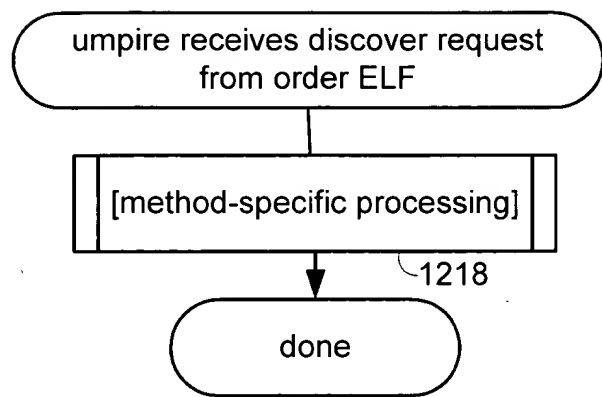 umpire receives discover request
from order ELF
[method-specific processing]
1218
done